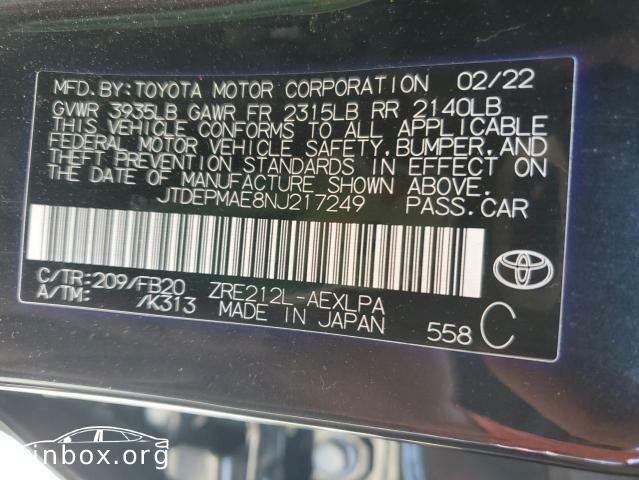 MFD.BY:TOYOTA MOTOR CORPORATION 02/22
GVWR 3935LB GAWR FR 2315LB RR 2140LB
THIS VEHICLE CONFORMS TO ALL APPLICABLE
FEDERAL MOTOR VEHICLE SAFETY,BUMPER,AND
THEFT PREVENTION STANDARDS IN EFFECT ON
THE DATE OF MANUFACTURE SHOWN ABOVE.
JTDEPMAE8NJ217249 PASS.CAR
C/TR:209/FB20 ZRE212L-AEXLPA
A/TM: /K313 MADE IN JAPAN
558 C
inbox.org